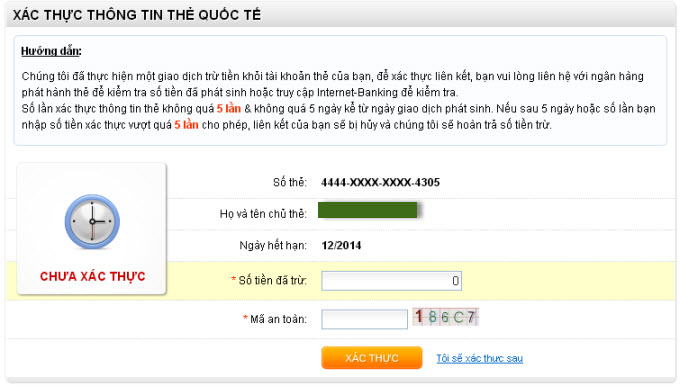 XÁC THỰC THÔNG TIN THẺ QUỐC TẾ
Hướng dẫn:
Chúng tôi đã thực hiện một giao dịch trừ tiền khỏi tài khoản thẻ của bạn, để xác thực liên kết, bạn vui lòng liên hệ với ngân hàng
phát hành thẻ để kiểm tra số tiền đã phát sinh hoặc truy cập Internet-Banking để kiểm tra.
Số lần xác thực thông tin thẻ không quá 5 lần & không quá 5 ngày kể từ ngày giao dịch phát sinh. Nếu sau 5 ngày hoặc số lần bạn
nhập số tiền xác thực vượt quá 5 lần cho phép, liên kết của bạn sẽ bị hủy và chúng tôi sẽ hoàn trả số tiền trừ.
Số thẻ: 4444-XXXX-XXXX-4305
Họ và tên chủ thẻ:
Ngày hết hạn: 12/2014
CHƯA XÁC THỰC
* Số tiền đã trừ: 0
* Mã an toàn: 186C7
XÁC THỰC Tôi sẽ xác thực sau